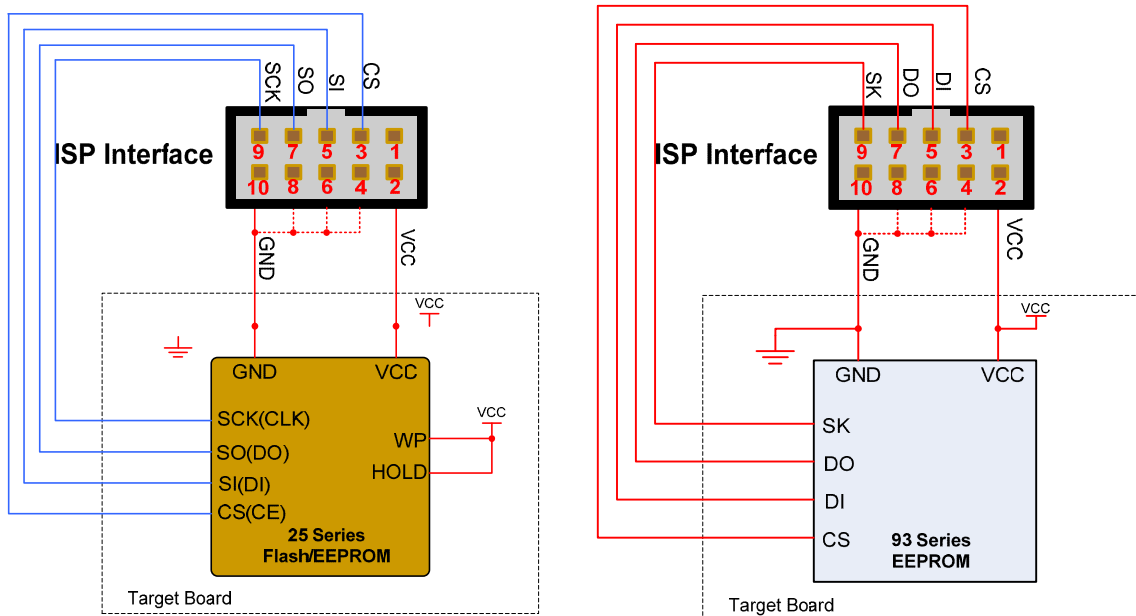 SCK
SO
SI
CS
ISP Interface
9 7 5 3 1
10 8 6 4 2
GND
VCC
VCC
GND VCC
SCK(CLK)
SO(DO)
SI(DI)
CS(CE)
VCC
WP
HOLD
25 Series
Flash/EEPROM
Target Board
SK
DO
DI
CS
ISP Interface
9 7 5 3 1
10 8 6 4 2
GND
VCC
VCC
GND VCC
SK
DO
DI
CS
93 Series
EEPROM
Target Board